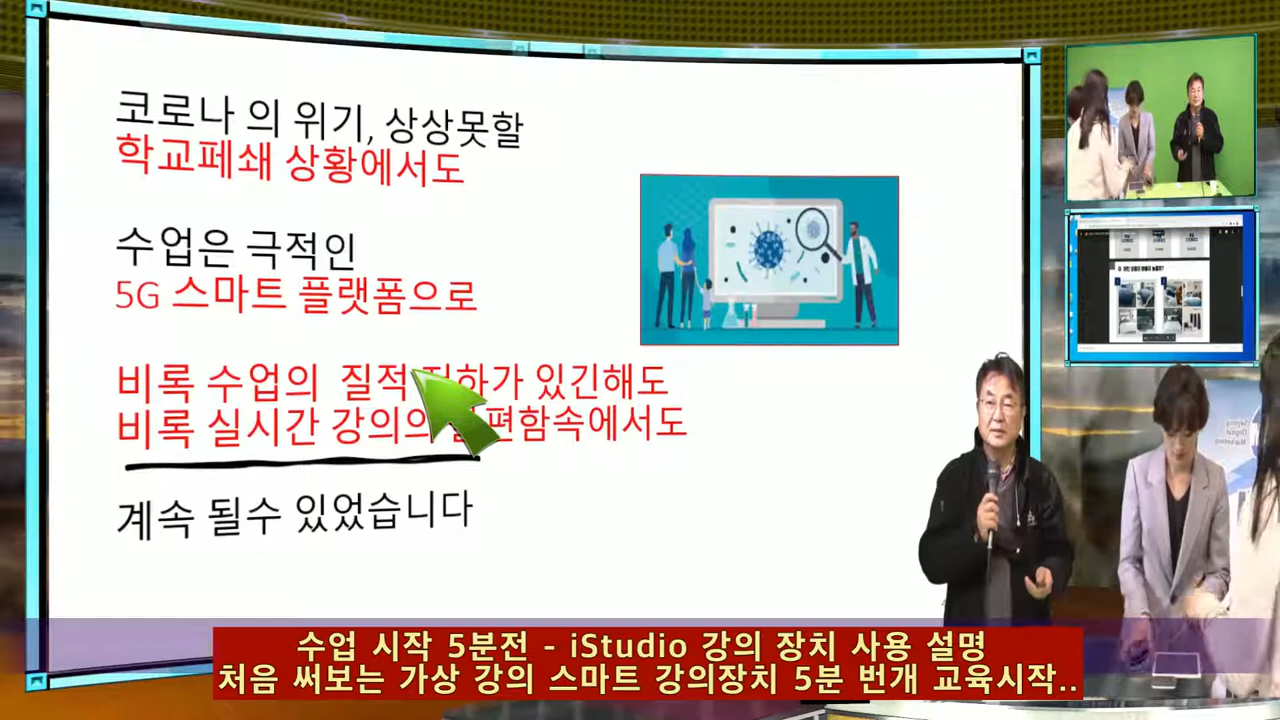 코로나 의 위기, 상상못할
학교페쇄 상황에서도
수업은 극적인
5G 스마트 플랫폼으로
비록 수업의 질적 저하가 있긴해도
비록 실시간 강의의 불편함속에서도
계속 될수 있었습니다
수업 시작 5분전 - iStudio 강의 장치 사용 설명
처음 써보는 가상 강의 스마트 강의장치 5분 번개 교육시작..
Sejong
Digital
Marketing